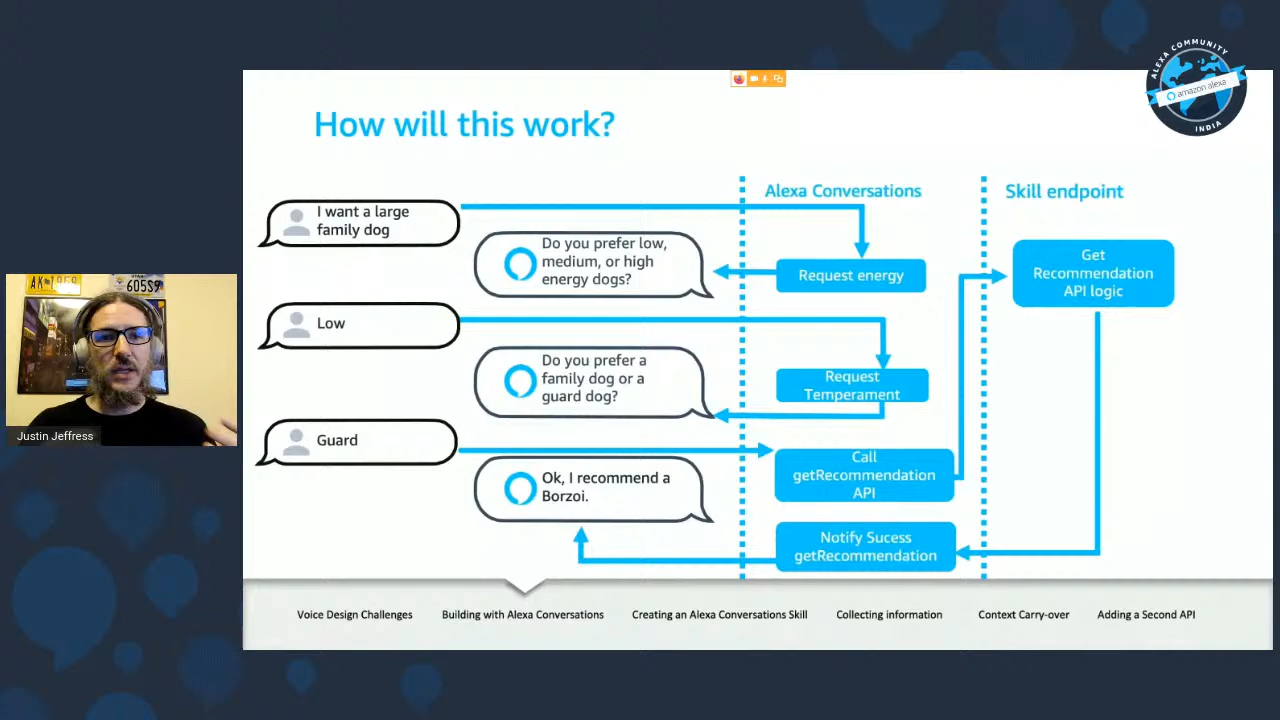 ALEXA COMMUNITY
amazon alexa
INDIA
How will this work?
Alexa Conversations
Skill endpoint
I want a large
family dog
Do you prefer low,
medium, or high
energy dogs?
Request energy
Get
Recommendation
API logic
Low
Do you prefer a
family dog or a
guard dog?
Request
Temperament
Guard
Ok, I recommend a
Borzoi.
Call
getRecommendation
API
Notify Sucess
getRecommendation
605S9
Justin Jeffress
Voice Design Challenges
Building with Alexa Conversations
Creating an Alexa Conversations Skill
Collecting information
Context Carry-over
Adding a Second API